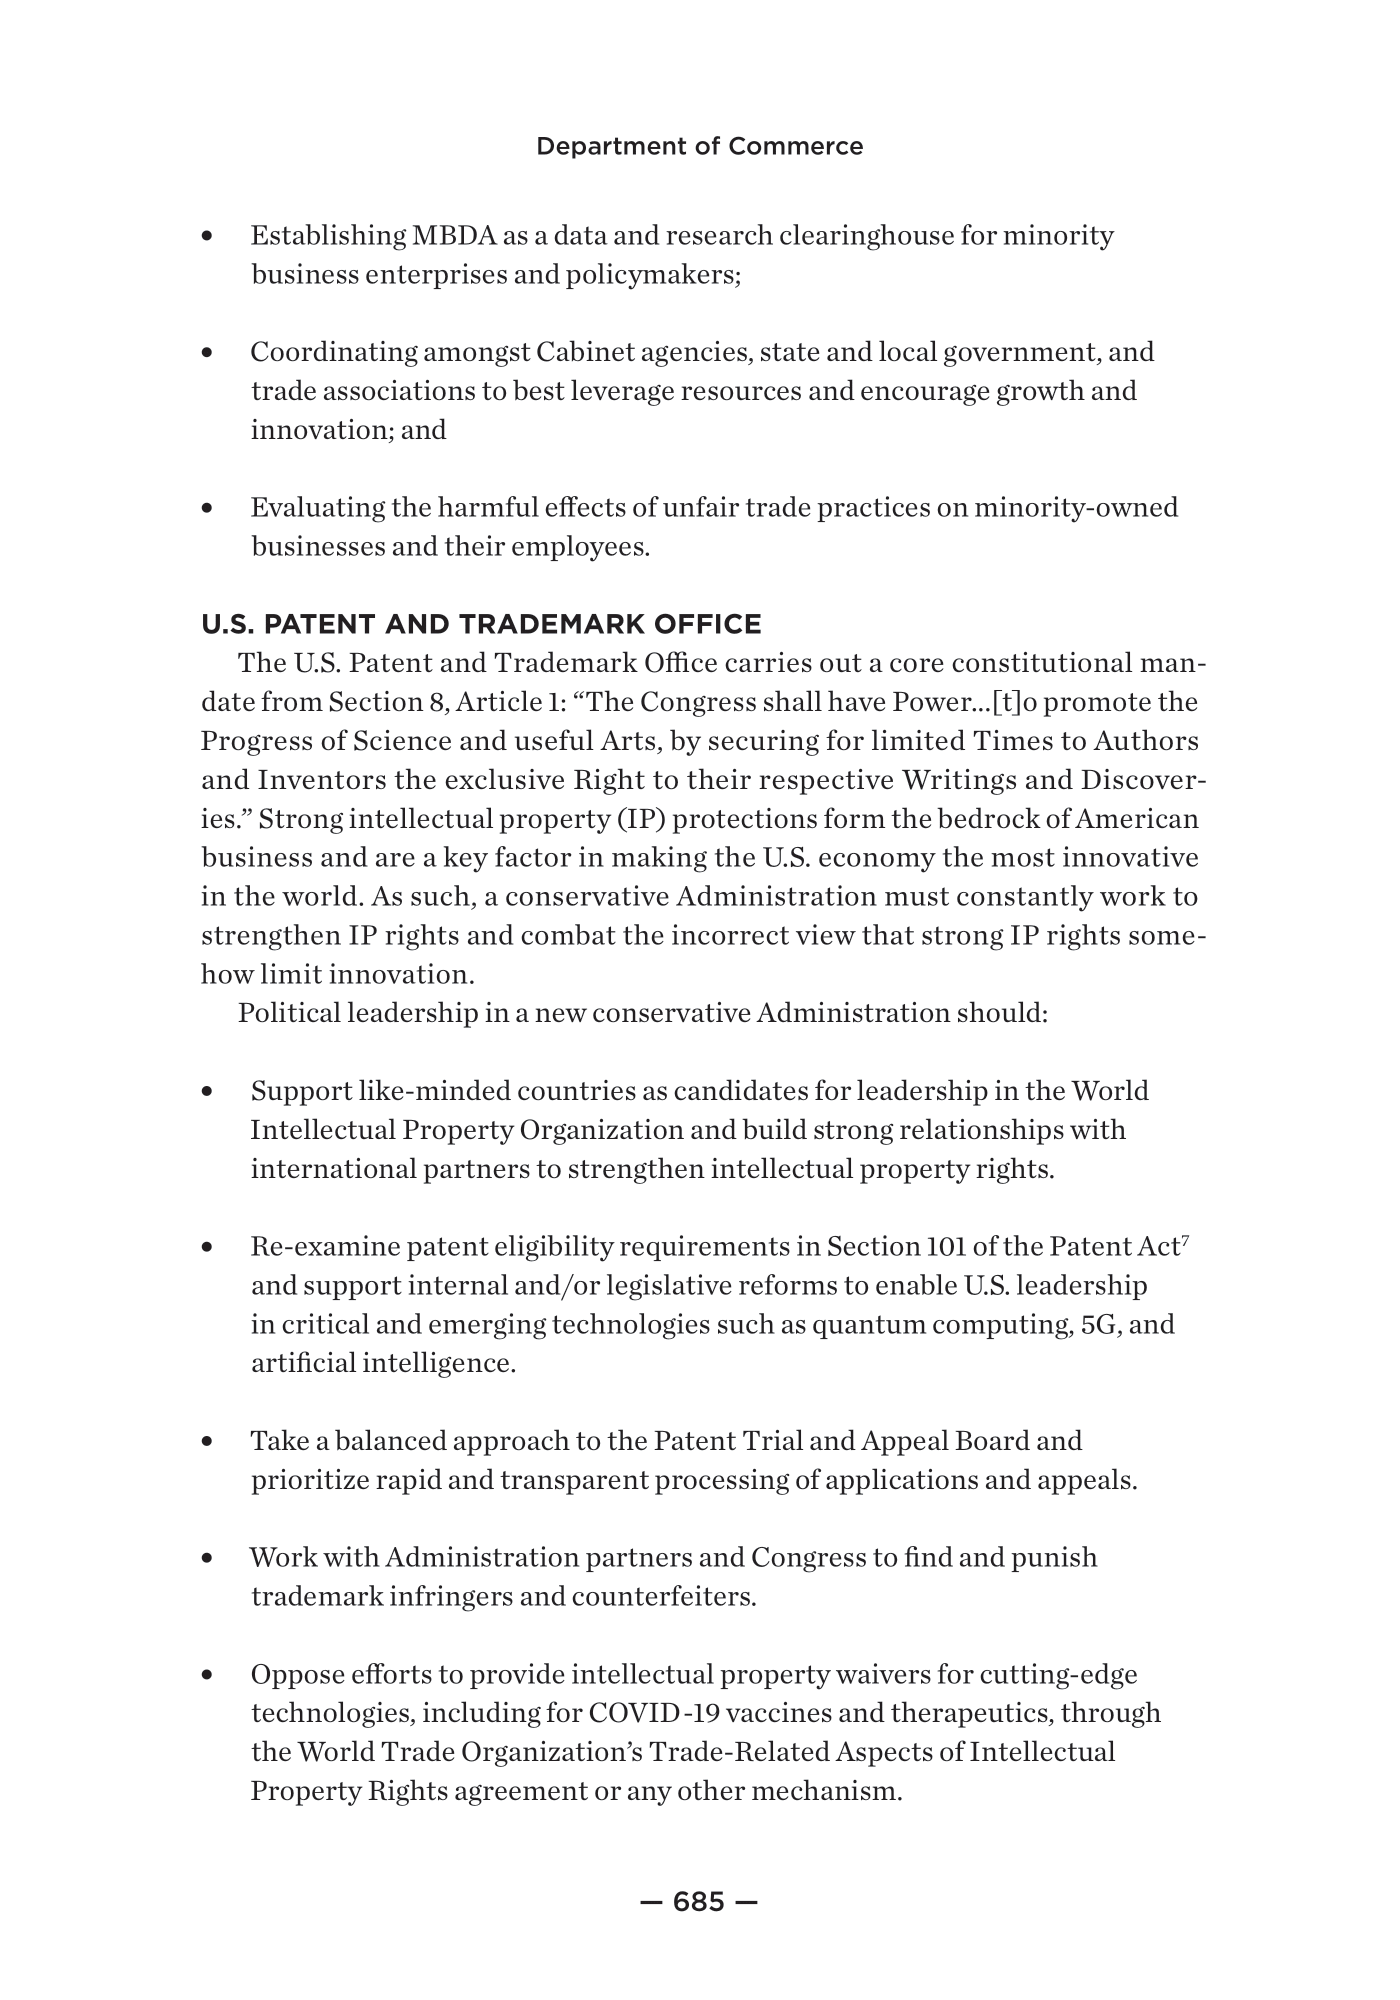 Department of Commerce
• Establishing MBDA as a data and research clearinghouse for minority
business enterprises and policymakers;
• Coordinating amongst Cabinet agencies, state and local government, and
trade associations to best leverage resources and encourage growth and
innovation; and
• Evaluating the harmful effects of unfair trade practices on minority-owned
businesses and their employees.
U.S. PATENT AND TRADEMARK OFFICE
The U.S. Patent and Trademark Office carries out a core constitutional man-
date from Section 8, Article 1: “The Congress shall have Power...[t]o promote the
Progress of Science and useful Arts, by securing for limited Times to Authors
and Inventors the exclusive Right to their respective Writings and Discover-
ies.” Strong intellectual property (IP) protections form the bedrock of American
business and are a key factor in making the U.S. economy the most innovative
in the world. As such, a conservative Administration must constantly work to
strengthen IP rights and combat the incorrect view that strong IP rights some-
how limit innovation.
Political leadership in a new conservative Administration should:
• Support like-minded countries as candidates for leadership in the World
Intellectual Property Organization and build strong relationships with
international partners to strengthen intellectual property rights.
• Re-examine patent eligibility requirements in Section 101 of the Patent Act⁷
and support internal and/or legislative reforms to enable U.S. leadership
in critical and emerging technologies such as quantum computing, 5G, and
artificial intelligence.
• Take a balanced approach to the Patent Trial and Appeal Board and
prioritize rapid and transparent processing of applications and appeals.
• Work with Administration partners and Congress to find and punish
trademark infringers and counterfeiters.
• Oppose efforts to provide intellectual property waivers for cutting-edge
technologies, including for COVID-19 vaccines and therapeutics, through
the World Trade Organization’s Trade-Related Aspects of Intellectual
Property Rights agreement or any other mechanism.
— 685 —